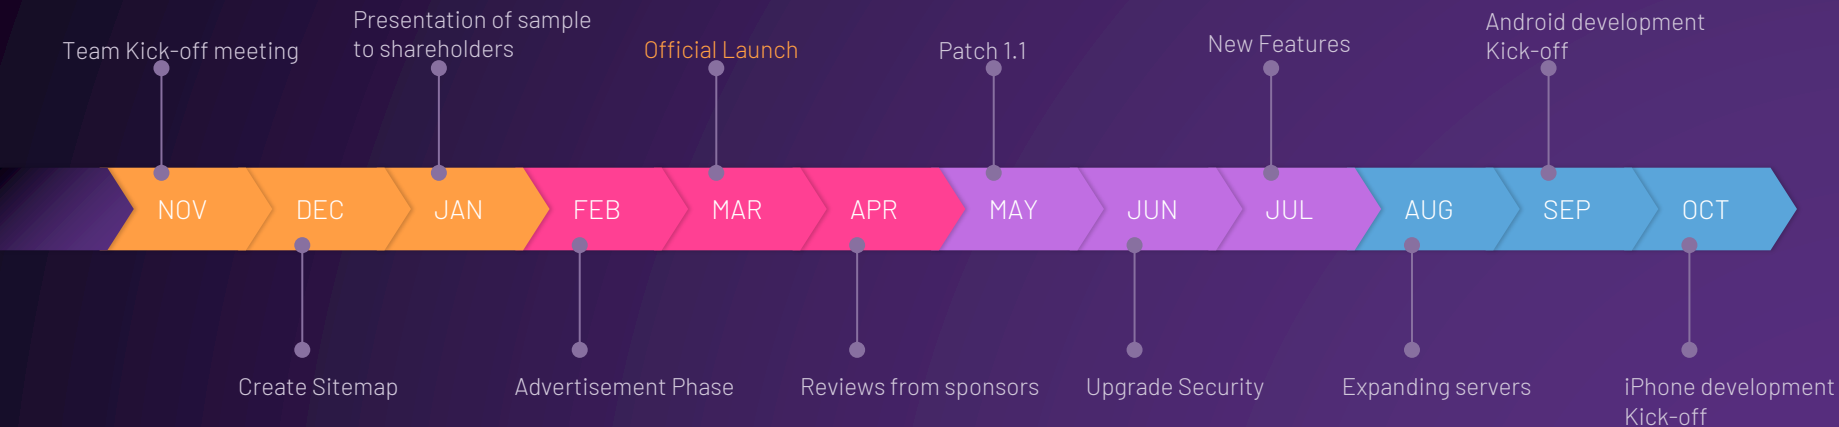 Team Kick-off meeting
Presentation of sample
to shareholders
Official Launch
Patch 1.1
New Features
Android development
Kick-off
NOV
DEC
JAN
FEB
MAR
APR
MAY
JUN
JUL
AUG
SEP
OCT
Create Sitemap
Advertisement Phase
Reviews from sponsors
Upgrade Security
Expanding servers
iPhone development
Kick-off